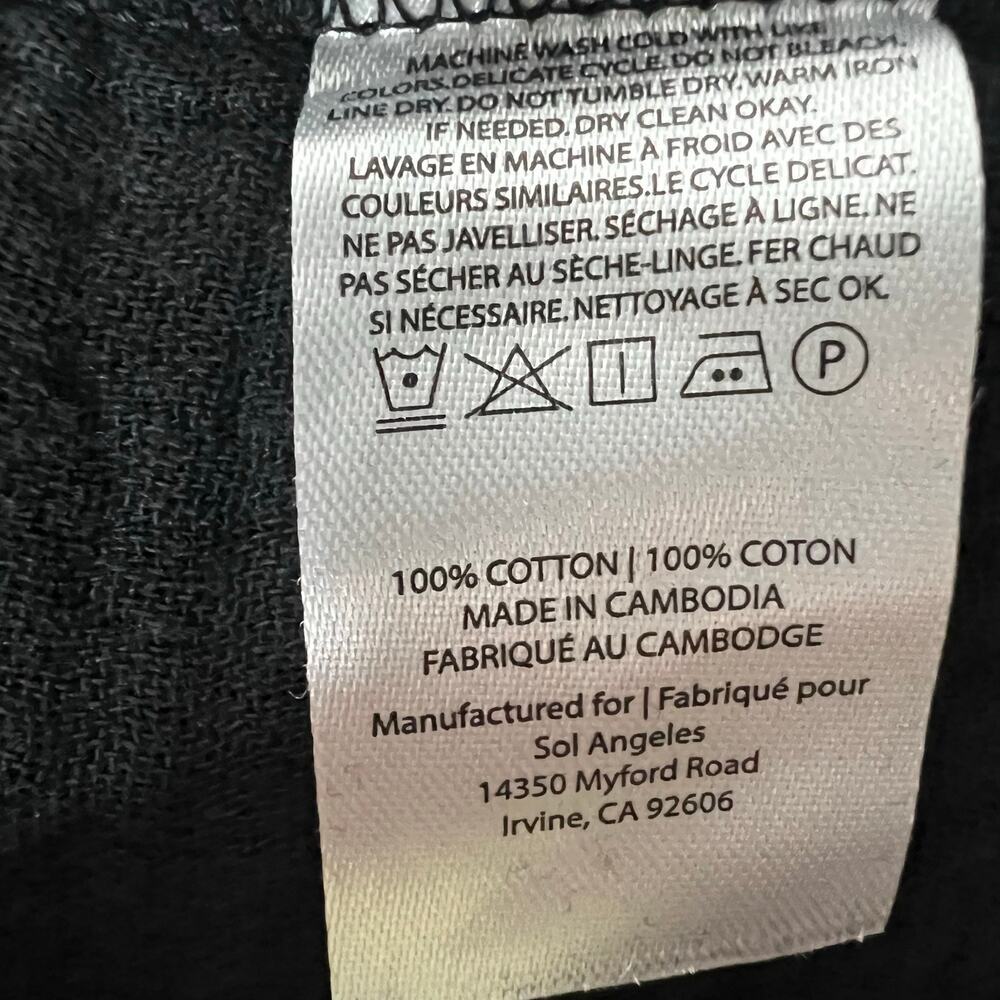 MACHINE WASH COLD WITH LIKE
COLORS. DELICATE CYCLE. DO NOT BLEACH.
LINE DRY. DO NOT TUMBLE DRY. WARM IRON
IF NEEDED. DRY CLEAN OKAY.
LAVAGE EN MACHINE À FROID AVEC DES
COULEURS SIMILAIRES.LE CYCLE DELICAT.
NE PAS JAVELLISER. SÉCHAGE À LIGNE. NE
PAS SÉCHER AU SÈCHE-LINGE. FER CHAUD
SI NÉCESSAIRE. NETTOYAGE À SEC OK.
P
100% COTTON | 100% COTON
MADE IN CAMBODIA
FABRIQUÉ AU CAMBODGE
Manufactured for | Fabriqué pour
Sol Angeles
14350 Myford Road
Irvine, CA 92606